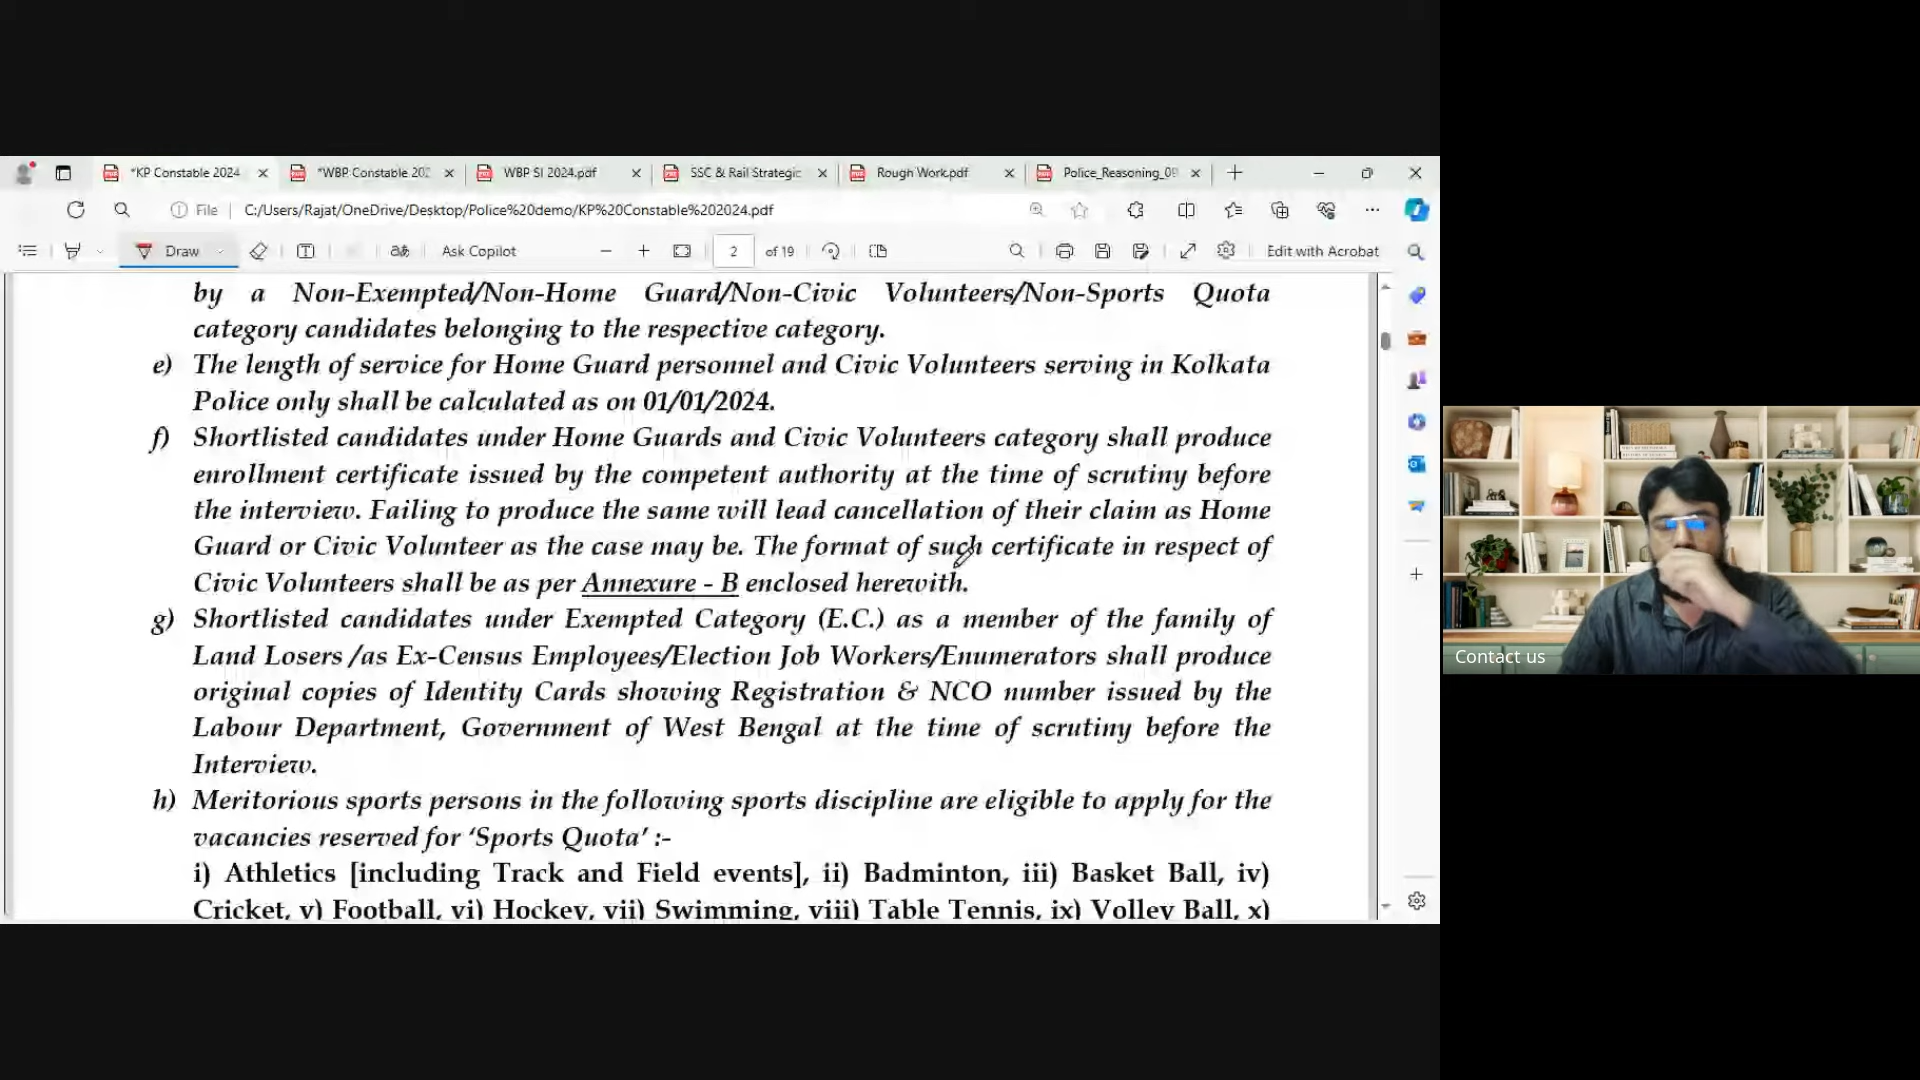 *KP Constable 2024
*WBP Constable 202
WBP SI 2024.pdf
SSC & Rail Strategic
Rough Work.pdf
Police_Reasoning_09
File
C:/Users/Rajat/OneDrive/Desktop/Police%20demo/KP%20Constable%202024.pdf
Draw
Ask Copilot
2
of 19
Edit with Acrobat
by a Non-Exempted/Non-Home Guard/Non-Civic Volunteers/Non-Sports Quota
category candidates belonging to the respective category.
e) The length of service for Home Guard personnel and Civic Volunteers serving in Kolkata
Police only shall be calculated as on 01/01/2024.
f) Shortlisted candidates under Home Guards and Civic Volunteers category shall produce
enrollment certificate issued by the competent authority at the time of scrutiny before
the interview. Failing to produce the same will lead cancellation of their claim as Home
Guard or Civic Volunteer as the case may be. The format of such certificate in respect of
Civic Volunteers shall be as per Annexure - B enclosed herewith.
g) Shortlisted candidates under Exempted Category (E.C.) as a member of the family of
Land Losers /as Ex-Census Employees/Election Job Workers/Enumerators shall produce
original copies of Identity Cards showing Registration & NCO number issued by the
Labour Department, Government of West Bengal at the time of scrutiny before the
Interview.
h) Meritorious sports persons in the following sports discipline are eligible to apply for the
vacancies reserved for ‘Sports Quota’ :-
i) Athletics [including Track and Field events], ii) Badminton, iii) Basket Ball, iv)
Cricket, v) Football, vi) Hockey, vii) Swimming, viii) Table Tennis, ix) Volley Ball, x)
Contact us